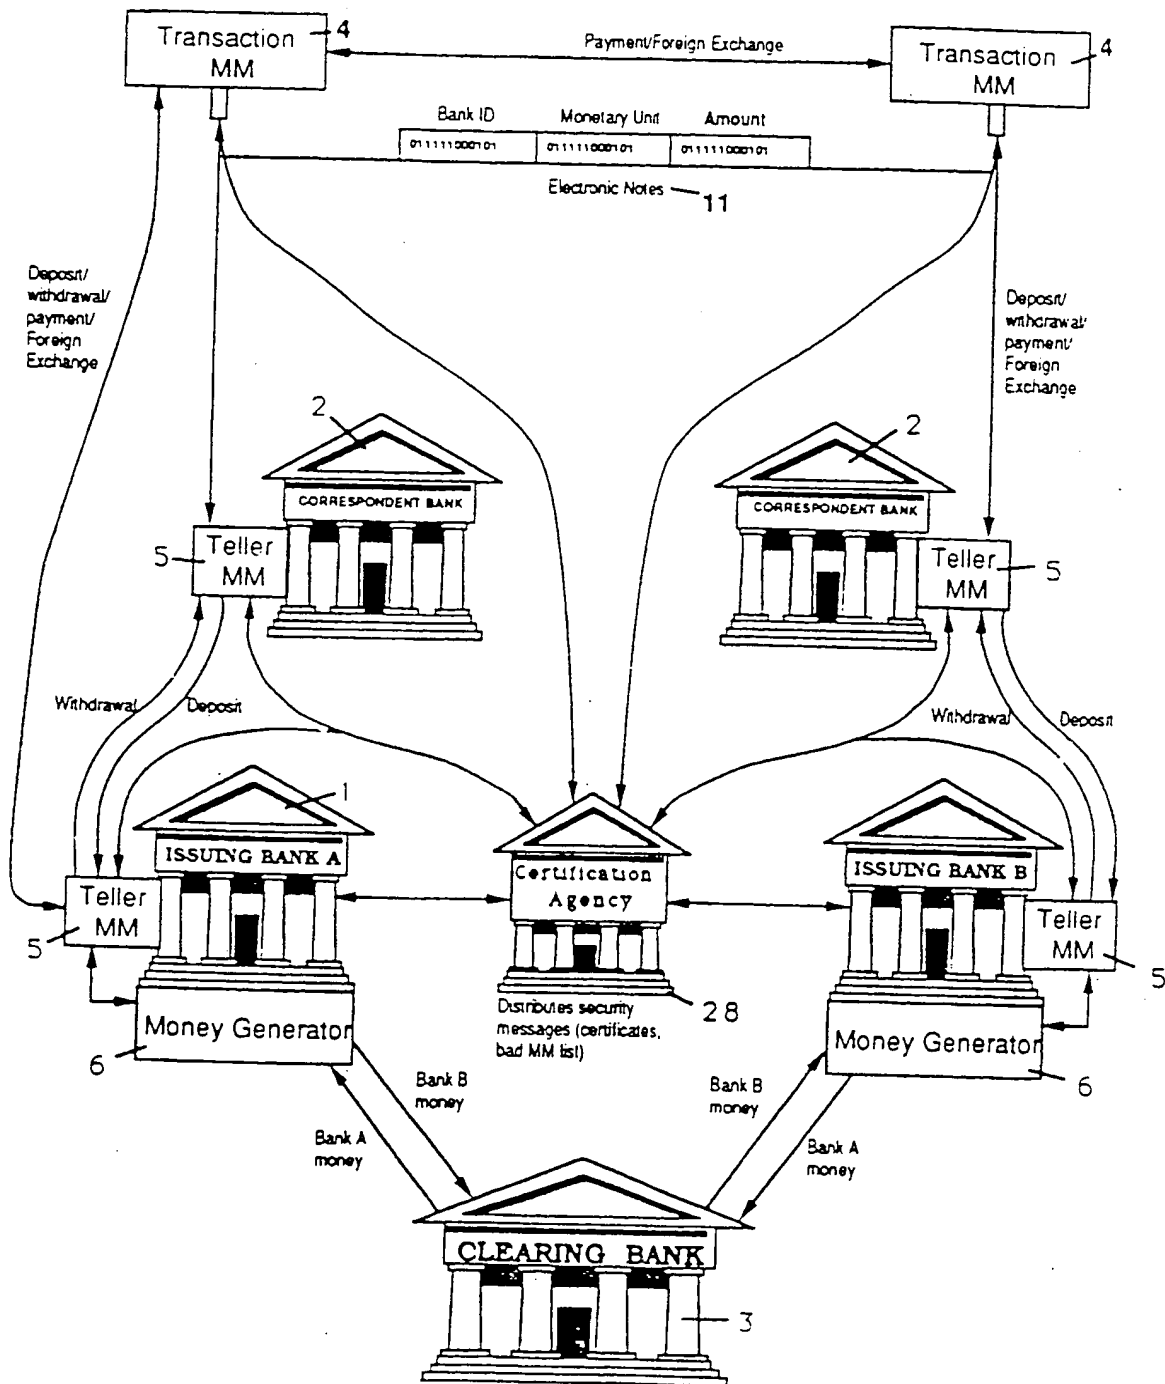 Transaction
MM
4
Payment/Foreign Exchange
Transaction
MM
4
Bank ID
Monetary Unit
Amount
011111000101
011111000101
011111000101
Electronic Notes
11
Deposit/
withdrawal/
payment/
Foreign
Exchange
Deposit/
withdrawal/
payment/
Foreign
Exchange
2
CORRESPONDENT BANK
2
CORRESPONDENT BANK
5
Teller
MM
Teller
MM
5
Withdrawal
Deposit
Withdrawal
Deposit
1
ISSUING BANK A
Certification
Agency
ISSUING BANK B
Teller
MM
5
Teller
MM
5
Money Generator
6
Distributes security
messages (certificates,
bad MM list)
28
Money Generator
6
Bank B
money
Bank A
money
Bank B
money
Bank A
money
CLEARING BANK
3